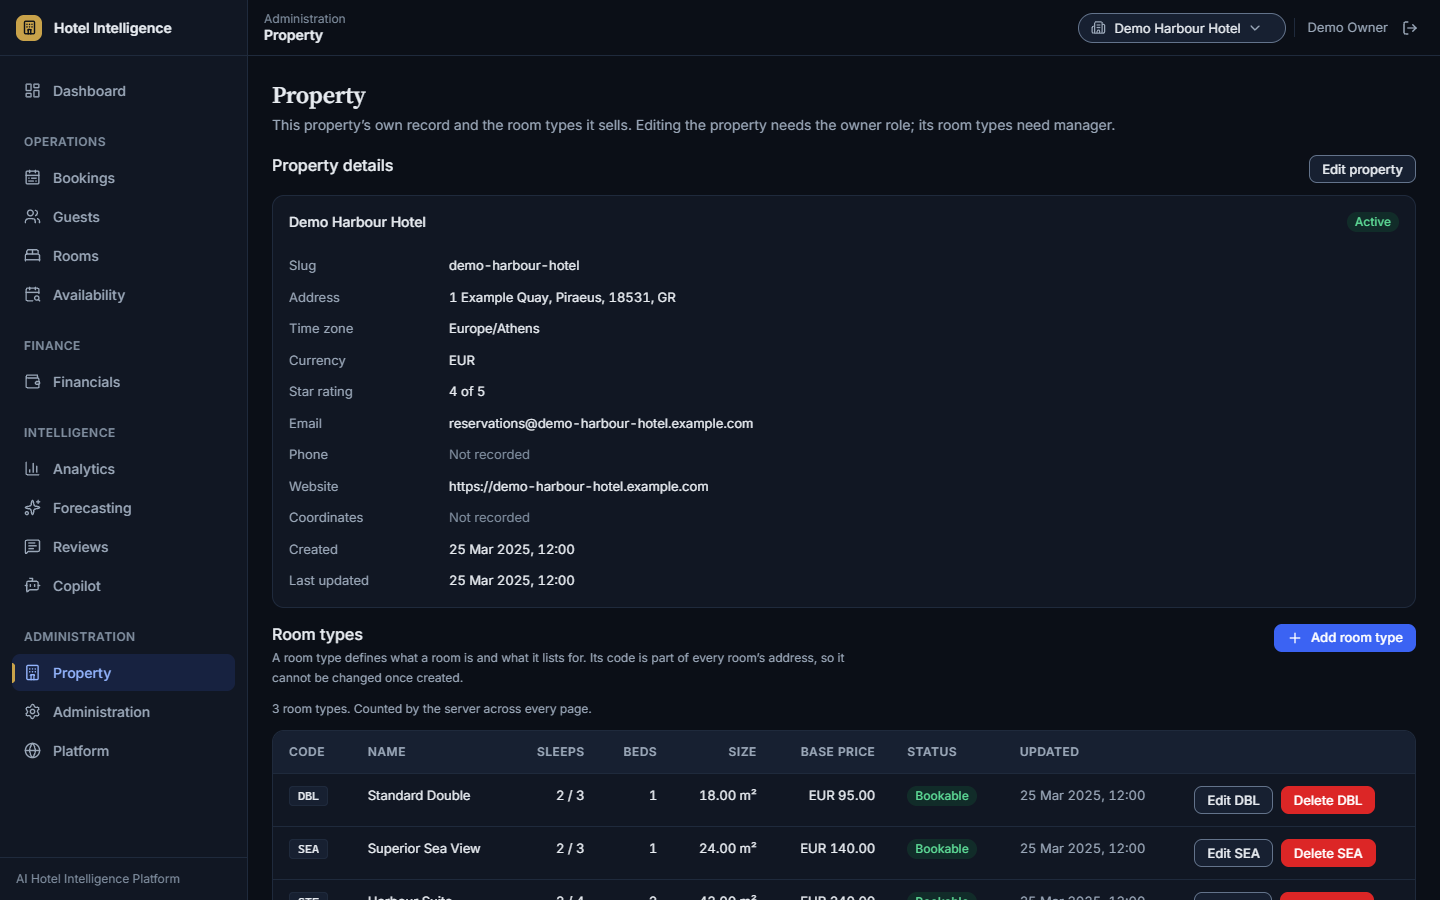 Hotel Intelligence
Administration
Property
Demo Harbour Hotel
Demo Owner
Dashboard
OPERATIONS
Bookings
Guests
Rooms
Availability
FINANCE
Financials
INTELLIGENCE
Analytics
Forecasting
Reviews
Copilot
ADMINISTRATION
Property
Administration
Platform
AI Hotel Intelligence Platform
Property
This property's own record and the room types it sells. Editing the property needs the owner role; its room types need manager.
Property details
Edit property
Demo Harbour Hotel
Active
Slug demo-harbour-hotel
Address 1 Example Quay, Piraeus, 18531, GR
Time zone Europe/Athens
Currency EUR
Star rating 4 of 5
Email reservations@demo-harbour-hotel.example.com
Phone Not recorded
Website https://demo-harbour-hotel.example.com
Coordinates Not recorded
Created 25 Mar 2025, 12:00
Last updated 25 Mar 2025, 12:00
Room types
Add room type
A room type defines what a room is and what it lists for. Its code is part of every room's address, so it
cannot be changed once created.
3 room types. Counted by the server across every page.
CODE NAME SLEEPS BEDS SIZE BASE PRICE STATUS UPDATED
DBL Standard Double 2 / 3 1 18.00 m² EUR 95.00 Bookable 25 Mar 2025, 12:00 Edit DBL Delete DBL
SEA Superior Sea View 2 / 3 1 24.00 m² EUR 140.00 Bookable 25 Mar 2025, 12:00 Edit SEA Delete SEA